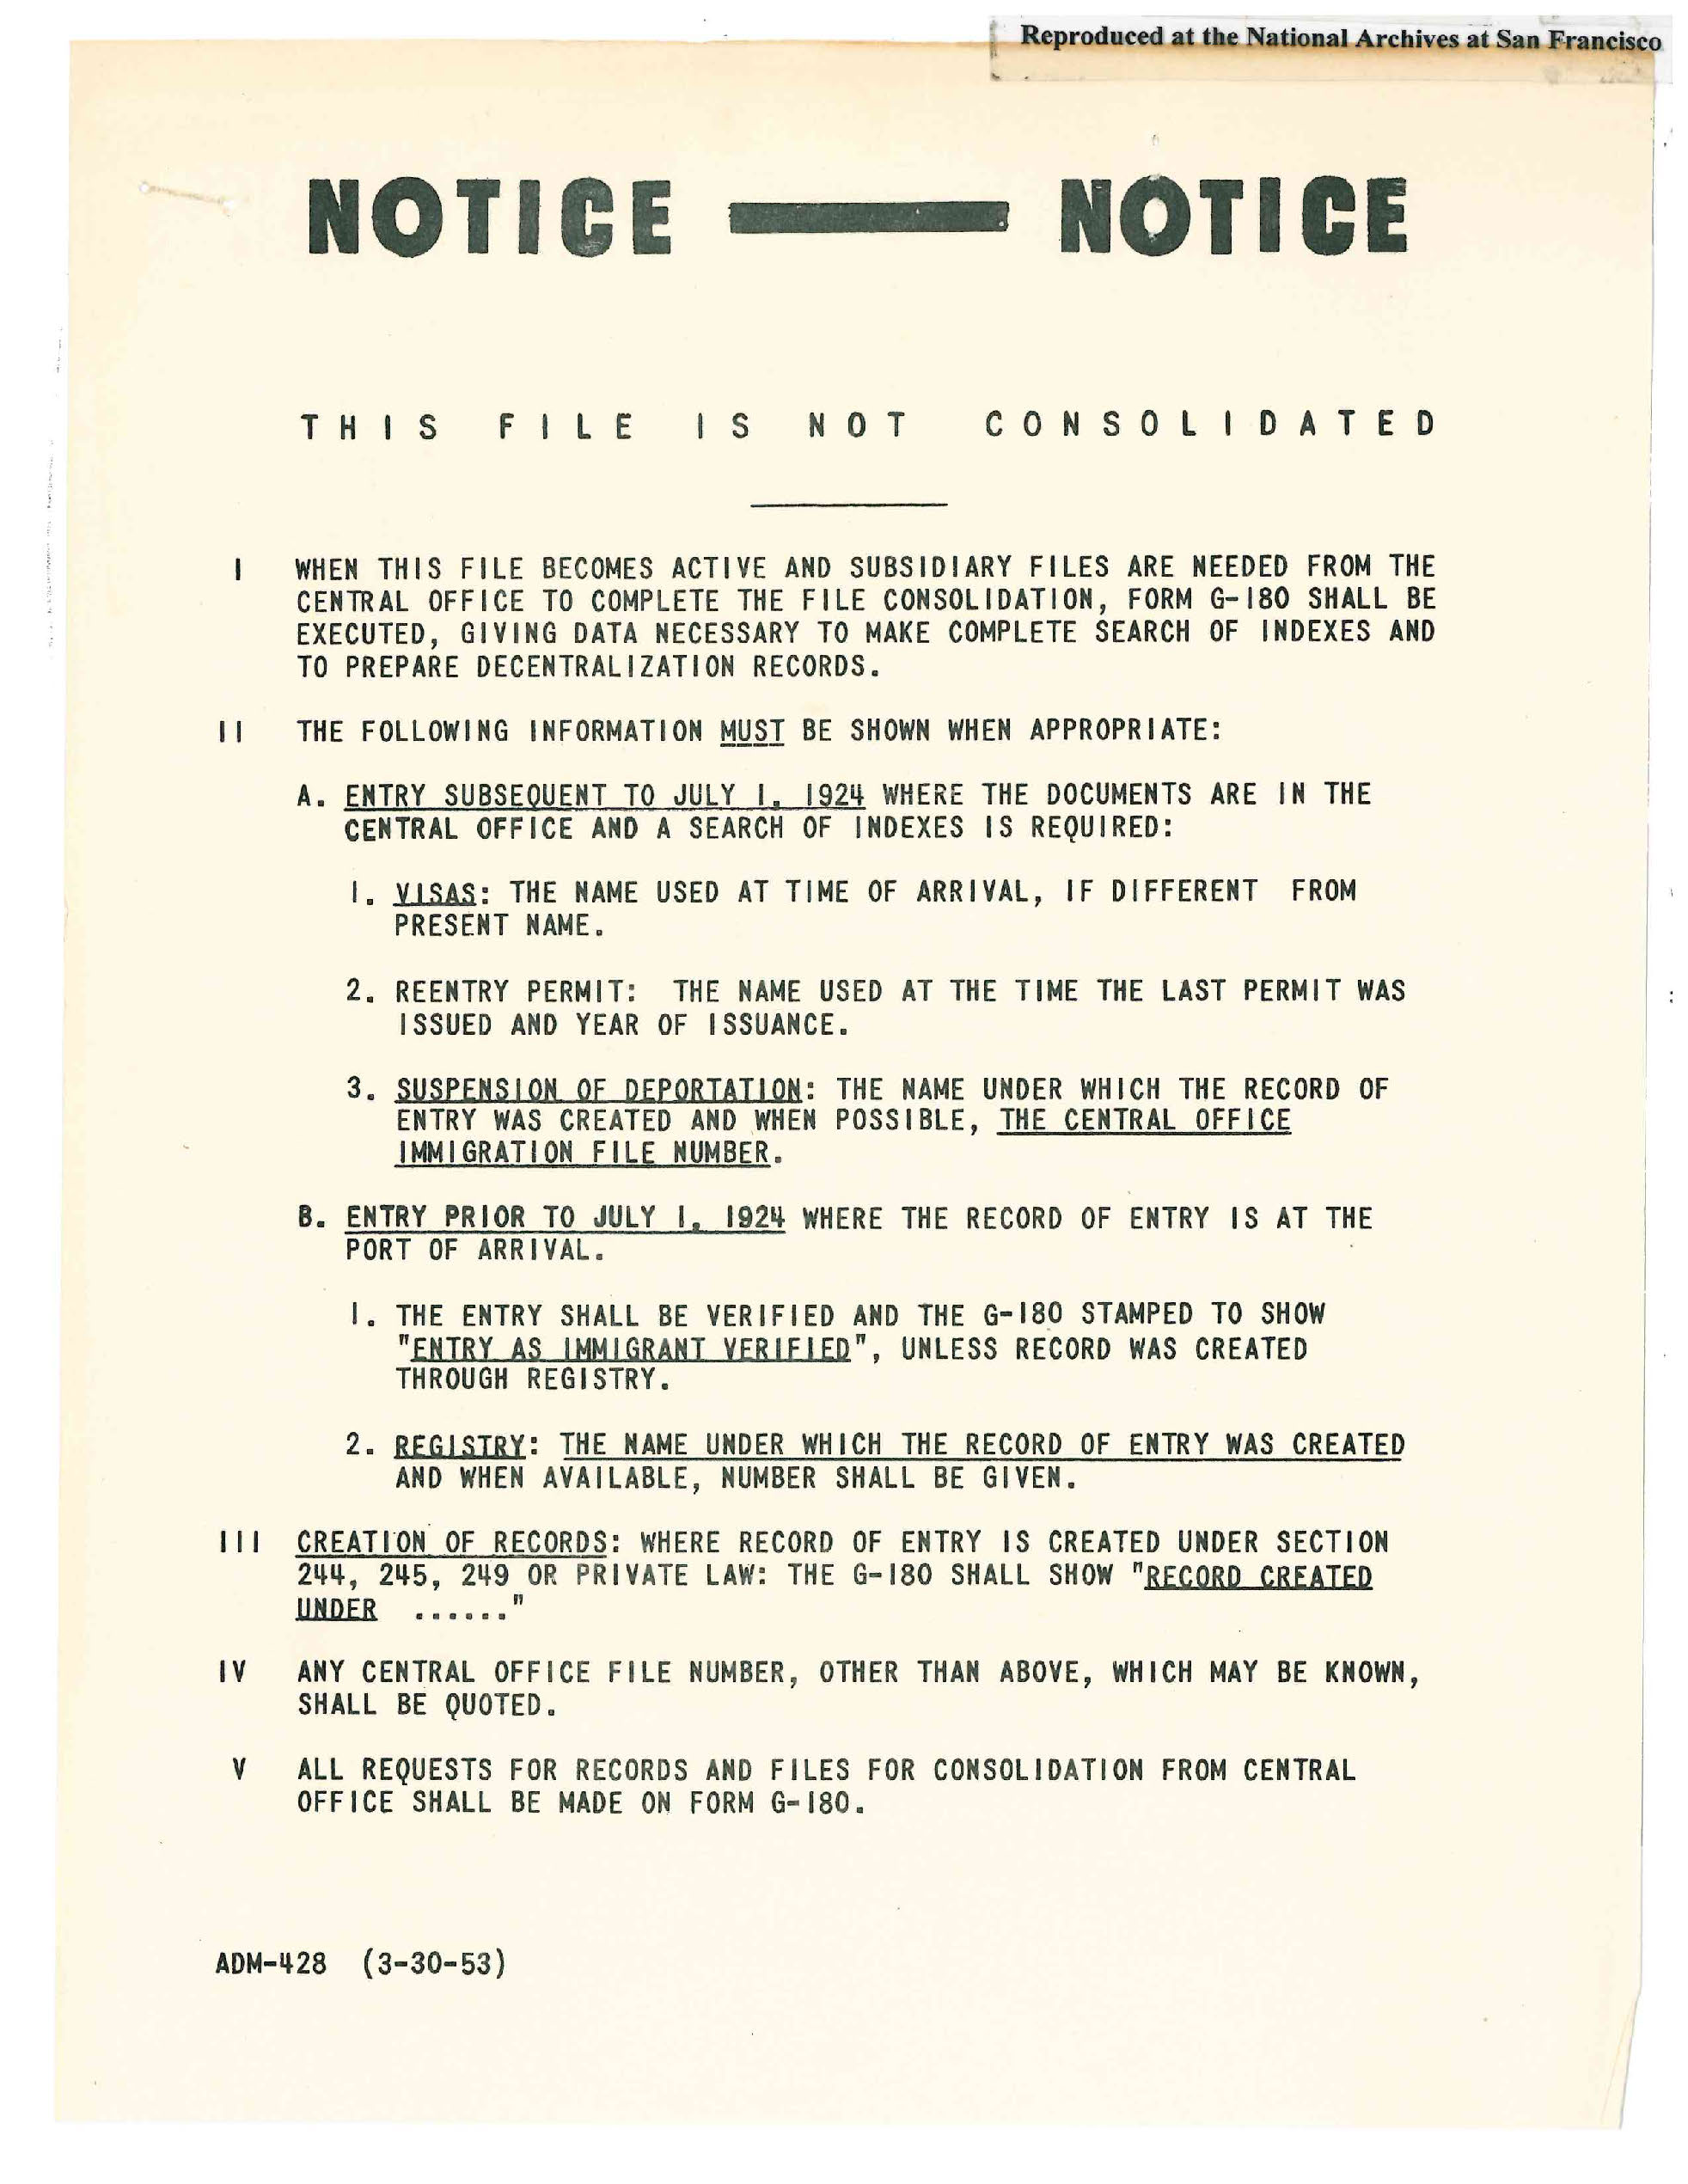 Reproduced at the National Archives at San Francisco
NOTICE — NOTICE
THIS FILE IS NOT CONSOLIDATED
I WHEN THIS FILE BECOMES ACTIVE AND SUBSIDIARY FILES ARE NEEDED FROM THE
CENTRAL OFFICE TO COMPLETE THE FILE CONSOLIDATION, FORM G-180 SHALL BE
EXECUTED, GIVING DATA NECESSARY TO MAKE COMPLETE SEARCH OF INDEXES AND
TO PREPARE DECENTRALIZATION RECORDS.
II THE FOLLOWING INFORMATION MUST BE SHOWN WHEN APPROPRIATE:
A. ENTRY SUBSEQUENT TO JULY 1, 1924 WHERE THE DOCUMENTS ARE IN THE
CENTRAL OFFICE AND A SEARCH OF INDEXES IS REQUIRED:
1. VISAS: THE NAME USED AT TIME OF ARRIVAL, IF DIFFERENT FROM
PRESENT NAME.
2. REENTRY PERMIT: THE NAME USED AT THE TIME THE LAST PERMIT WAS
ISSUED AND YEAR OF ISSUANCE.
3. SUSPENSION OF DEPORTATION: THE NAME UNDER WHICH THE RECORD OF
ENTRY WAS CREATED AND WHEN POSSIBLE, THE CENTRAL OFFICE
IMMIGRATION FILE NUMBER.
B. ENTRY PRIOR TO JULY 1, 1924 WHERE THE RECORD OF ENTRY IS AT THE
PORT OF ARRIVAL.
1. THE ENTRY SHALL BE VERIFIED AND THE G-180 STAMPED TO SHOW
"ENTRY AS IMMIGRANT VERIFIED", UNLESS RECORD WAS CREATED
THROUGH REGISTRY.
2. REGISTRY: THE NAME UNDER WHICH THE RECORD OF ENTRY WAS CREATED
AND WHEN AVAILABLE, NUMBER SHALL BE GIVEN.
III CREATION OF RECORDS: WHERE RECORD OF ENTRY IS CREATED UNDER SECTION
244, 245, 249 OR PRIVATE LAW: THE G-180 SHALL SHOW "RECORD CREATED
UNDER ......"
IV ANY CENTRAL OFFICE FILE NUMBER, OTHER THAN ABOVE, WHICH MAY BE KNOWN,
SHALL BE QUOTED.
V ALL REQUESTS FOR RECORDS AND FILES FOR CONSOLIDATION FROM CENTRAL
OFFICE SHALL BE MADE ON FORM G-180.
ADM-428 (3-30-53)